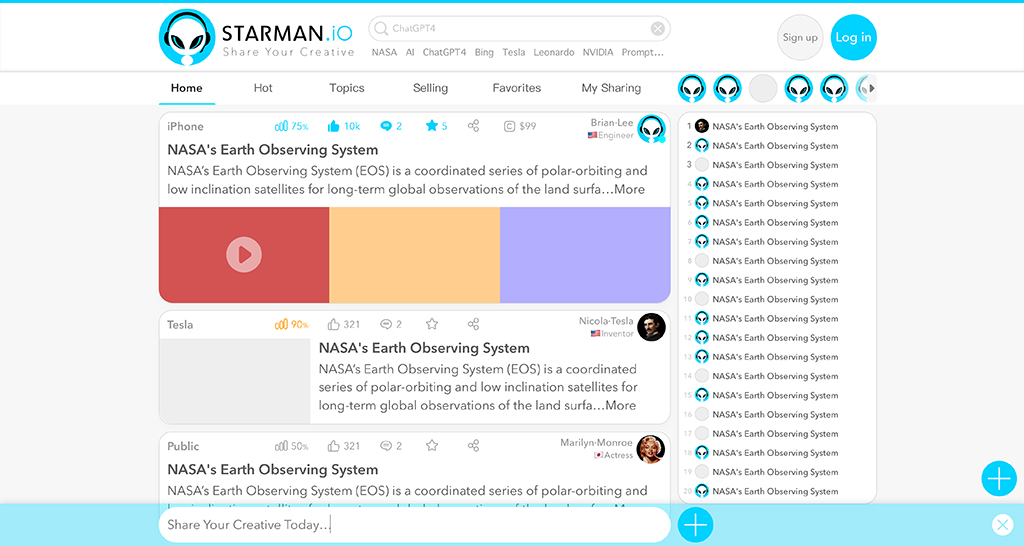 STARMAN.iO
Share Your Creative
ChatGPT4
NASA AI ChatGPT4 Bing Tesla Leonardo NVIDIA Prompt...
Sign up
Log in
Home Hot Topics Selling Favorites My Sharing
iPhone 75% 10k 2 5 $99 Brian·Lee
Engineer
NASA's Earth Observing System
NASA's Earth Observing System (EOS) is a coordinated series of polar-orbiting and
low inclination satellites for long-term global observations of the land surfa...More
Tesla 90% 321 2 Nicola·Tesla
Inventor
NASA's Earth Observing System
NASA's Earth Observing System (EOS) is a coordinated
series of polar-orbiting and low inclination satellites for
long-term global observations of the land surfa...More
Public 50% 321 2 Marilyn·Monroe
Actress
NASA's Earth Observing System
NASA's Earth Observing System (EOS) is a coordinated series of polar-orbiting and
Share Your Creative Today...
1 NASA's Earth Observing System
2 NASA's Earth Observing System
3 NASA's Earth Observing System
4 NASA's Earth Observing System
5 NASA's Earth Observing System
6 NASA's Earth Observing System
7 NASA's Earth Observing System
8 NASA's Earth Observing System
9 NASA's Earth Observing System
10 NASA's Earth Observing System
11 NASA's Earth Observing System
12 NASA's Earth Observing System
13 NASA's Earth Observing System
14 NASA's Earth Observing System
15 NASA's Earth Observing System
16 NASA's Earth Observing System
17 NASA's Earth Observing System
18 NASA's Earth Observing System
19 NASA's Earth Observing System
20 NASA's Earth Observing System